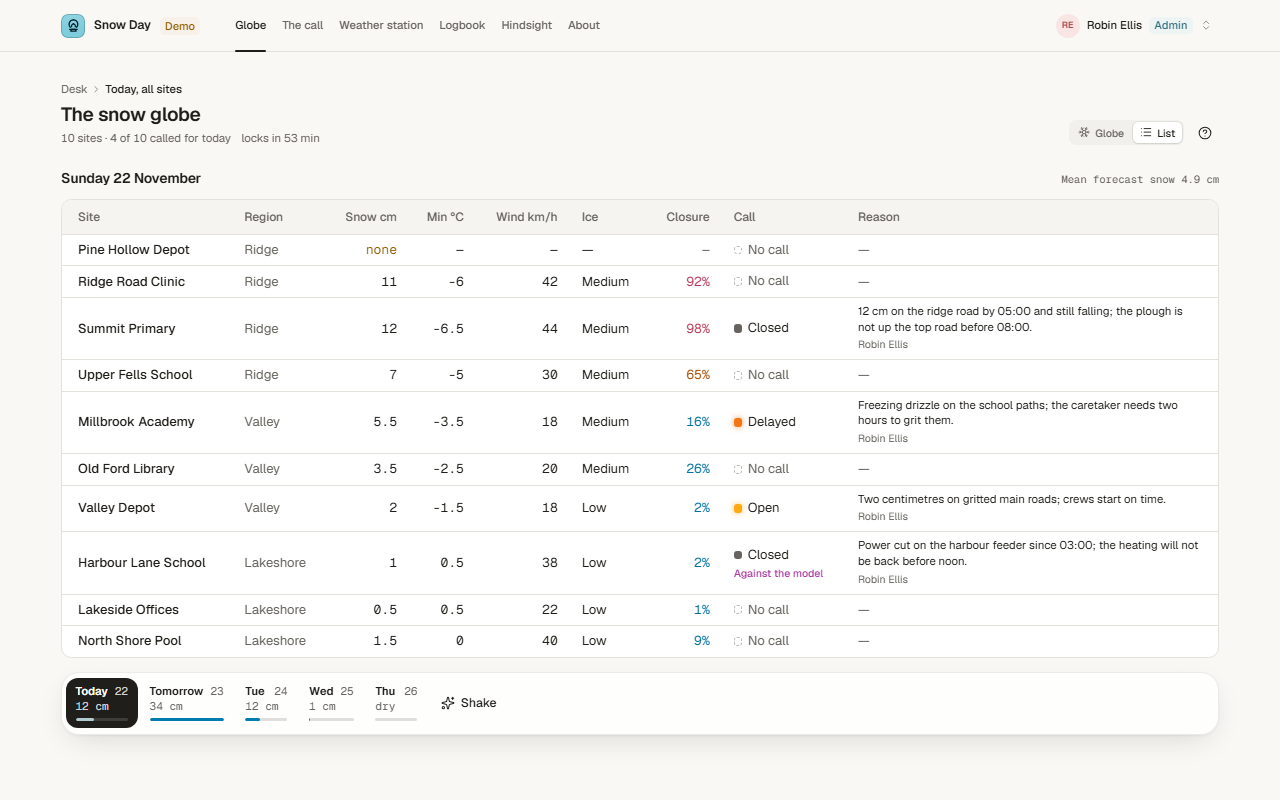 Snow Day Demo Globe The call Weather station Logbook Hindsight About RE Robin Ellis Admin
Desk > Today, all sites
The snow globe
10 sites · 4 of 10 called for today locks in 53 min
Globe List
Sunday 22 November
Mean forecast snow 4.9 cm
Site Region Snow cm Min °C Wind km/h Ice Closure Call Reason
Pine Hollow Depot Ridge none – – — – No call —
Ridge Road Clinic Ridge 11 -6 42 Medium 92% No call —
Summit Primary Ridge 12 -6.5 44 Medium 98% Closed
12 cm on the ridge road by 05:00 and still falling; the plough is
not up the top road before 08:00.
Robin Ellis
Upper Fells School Ridge 7 -5 30 Medium 65% No call —
Millbrook Academy Valley 5.5 -3.5 18 Medium 16% Delayed
Freezing drizzle on the school paths; the caretaker needs two
hours to grit them.
Robin Ellis
Old Ford Library Valley 3.5 -2.5 20 Medium 26% No call —
Valley Depot Valley 2 -1.5 18 Low 2% Open
Two centimetres on gritted main roads; crews start on time.
Robin Ellis
Harbour Lane School Lakeshore 1 0.5 38 Low 2% Closed
Against the model
Power cut on the harbour feeder since 03:00; the heating will not
be back before noon.
Robin Ellis
Lakeside Offices Lakeshore 0.5 0.5 22 Low 1% No call —
North Shore Pool Lakeshore 1.5 0 40 Low 9% No call —
Today 22 Tomorrow 23 Tue 24 Wed 25 Thu 26
12 cm 34 cm 12 cm 1 cm dry
Shake